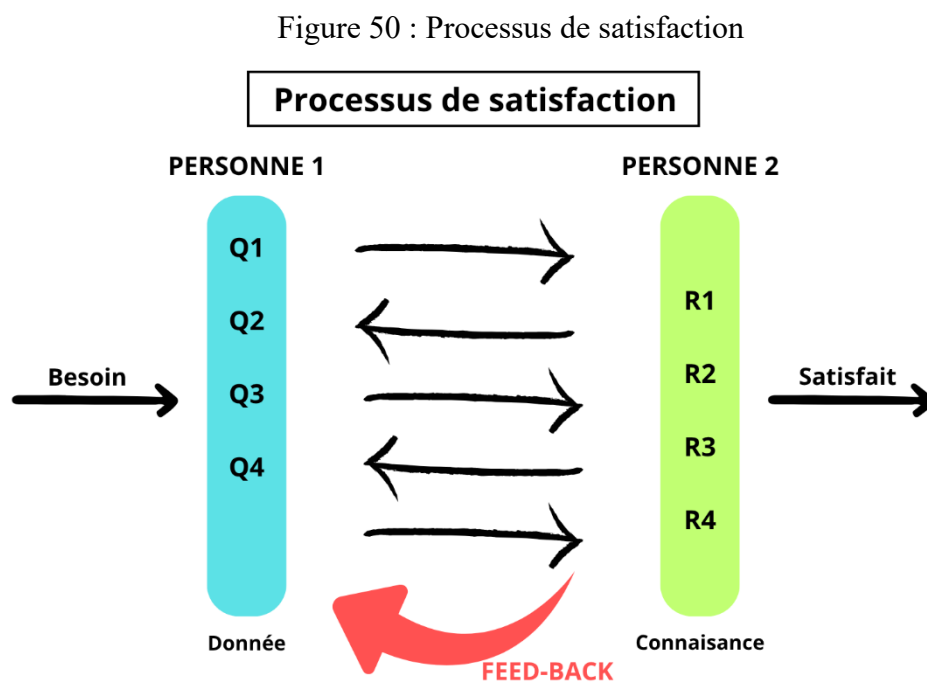 Figure 50 : Processus de satisfaction
Processus de satisfaction
PERSONNE 1
PERSONNE 2
Q1
R1
Q2
Besoin
Q3
R2
Satisfait
Q4
R3
R4
Donnée
Connaisance
FEED-BACK